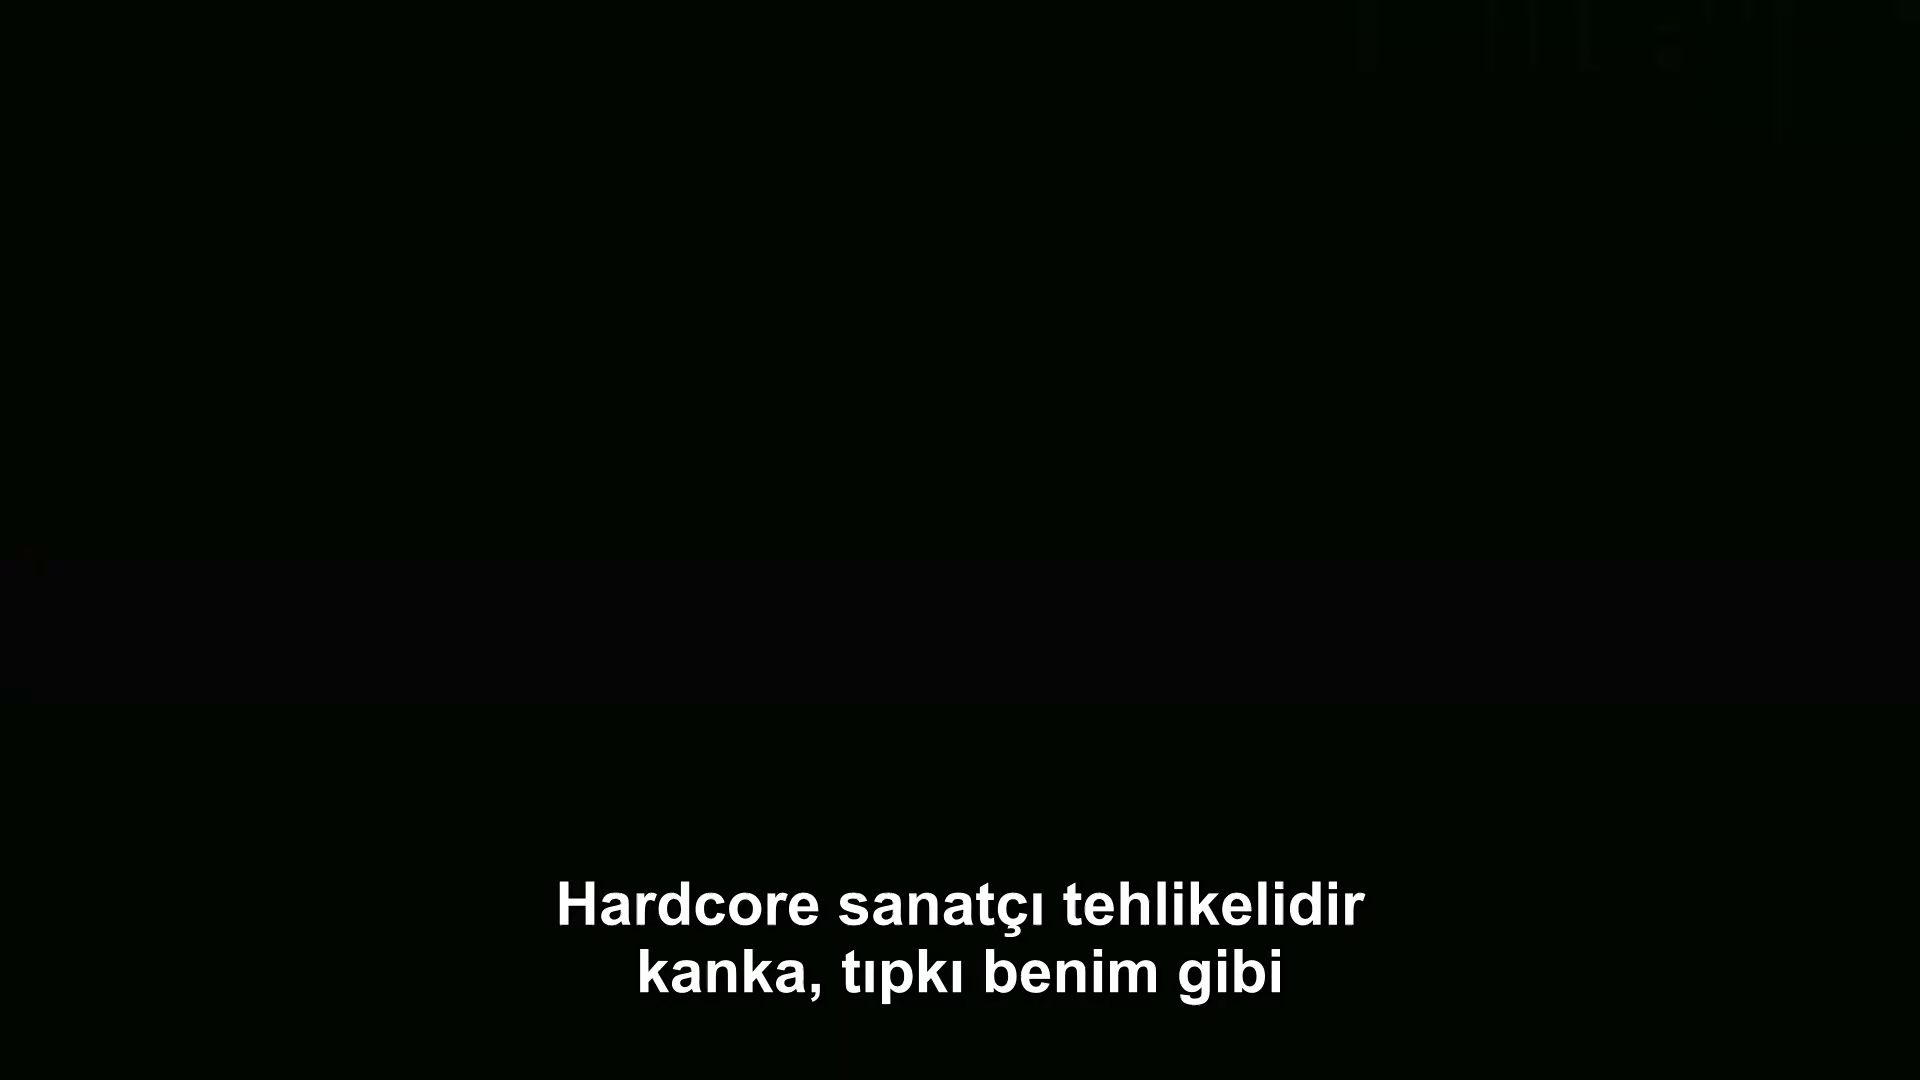 Hardcore sanatçı tehlikelidir
kanka, tıpkı benim gibi